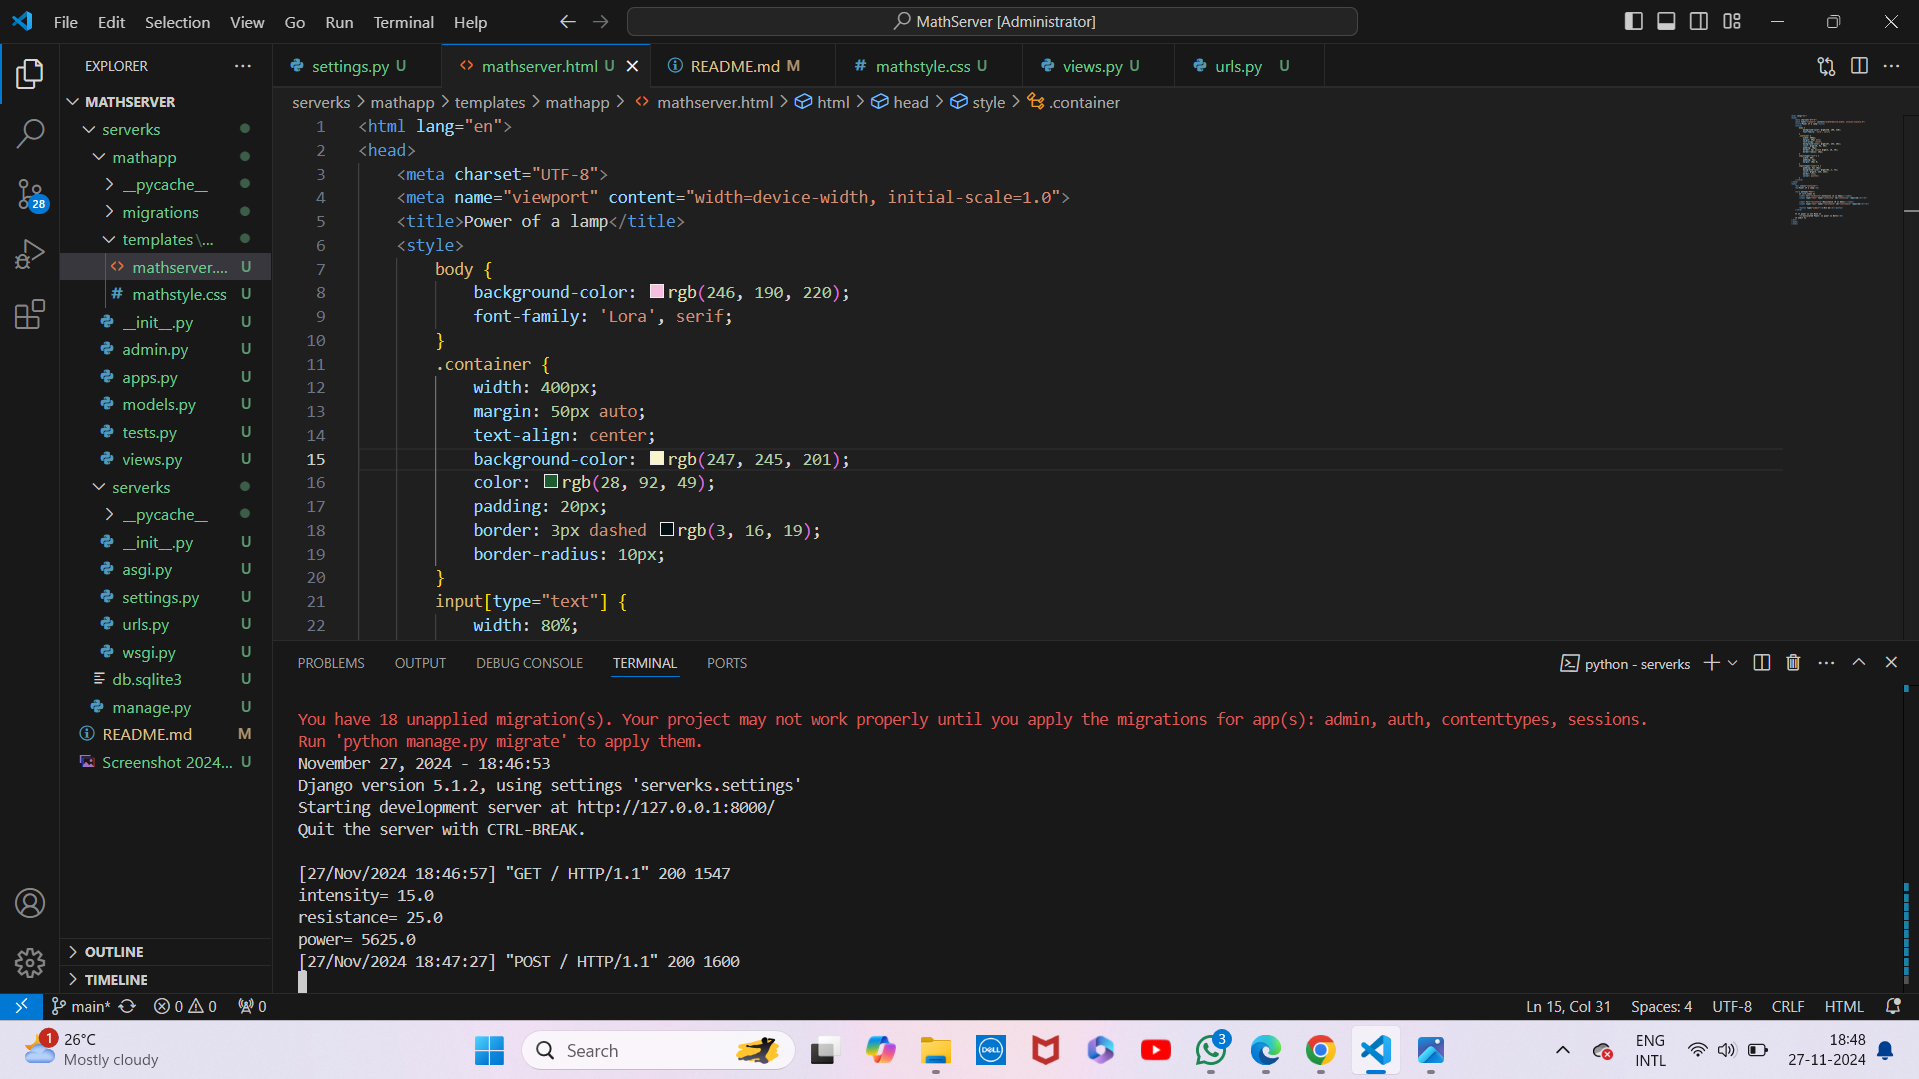 File Edit Selection View Go Run Terminal Help
MathServer [Administrator]
EXPLORER
settings.py U
mathserver.html U
README.md M
mathstyle.css U
views.py U
urls.py U
serverks > mathapp > templates > mathapp > mathserver.html > html > head > style > .container
MATHSERVER
serverks
mathapp
__pycache__
migrations
templates \...
mathserver.... U
mathstyle.css U
__init__.py U
admin.py U
apps.py U
models.py U
tests.py U
views.py U
serverks
__pycache__
__init__.py U
asgi.py U
settings.py U
urls.py U
wsgi.py U
db.sqlite3 U
manage.py U
README.md M
Screenshot 2024... U
OUTLINE
TIMELINE
28
1 <html lang="en">
2 <head>
3 <meta charset="UTF-8">
4 <meta name="viewport" content="width=device-width, initial-scale=1.0">
5 <title>Power of a lamp</title>
6 <style>
7 body {
8 background-color: rgb(246, 190, 220);
9 font-family: 'Lora', serif;
10 }
11 .container {
12 width: 400px;
13 margin: 50px auto;
14 text-align: center;
15 background-color: rgb(247, 245, 201);
16 color: rgb(28, 92, 49);
17 padding: 20px;
18 border: 3px dashed rgb(3, 16, 19);
19 border-radius: 10px;
20 }
21 input[type="text"] {
22 width: 80%;
PROBLEMS OUTPUT DEBUG CONSOLE TERMINAL PORTS
python - serverks
You have 18 unapplied migration(s). Your project may not work properly until you apply the migrations for app(s): admin, auth, contenttypes, sessions.
Run 'python manage.py migrate' to apply them.
November 27, 2024 - 18:46:53
Django version 5.1.2, using settings 'serverks.settings'
Starting development server at http://127.0.0.1:8000/
Quit the server with CTRL-BREAK.
[27/Nov/2024 18:46:57] "GET / HTTP/1.1" 200 1547
intensity= 15.0
resistance= 25.0
power= 5625.0
[27/Nov/2024 18:47:27] "POST / HTTP/1.1" 200 1600
main* 0 0 0
Ln 15, Col 31 Spaces: 4 UTF-8 CRLF HTML
1
26°C
Mostly cloudy
Search
DELL
3
ENG
INTL
18:48
27-11-2024